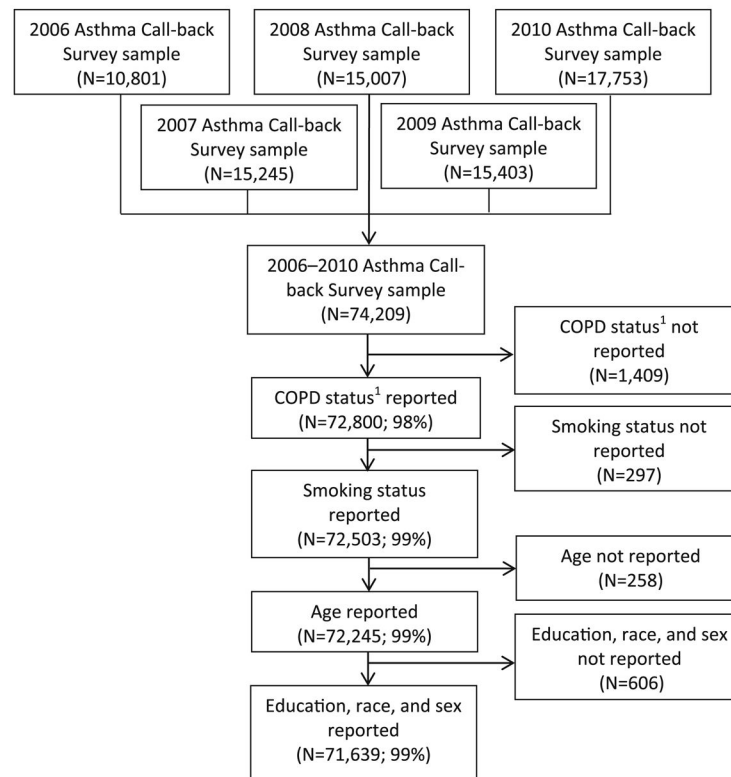 2006 Asthma Call-back
Survey sample
(N=10,801)
2008 Asthma Call-back
Survey sample
(N=15,007)
2010 Asthma Call-back
Survey sample
(N=17,753)
2007 Asthma Call-back
Survey sample
(N=15,245)
2009 Asthma Call-back
Survey sample
(N=15,403)
2006–2010 Asthma Call-
back Survey sample
(N=74,209)
COPD status¹ not
reported
(N=1,409)
COPD status¹ reported
(N=72,800; 98%)
Smoking status not
reported
(N=297)
Smoking status
reported
(N=72,503; 99%)
Age not reported
(N=258)
Age reported
(N=72,245; 99%)
Education, race, and sex
not reported
(N=606)
Education, race, and sex
reported
(N=71,639; 99%)